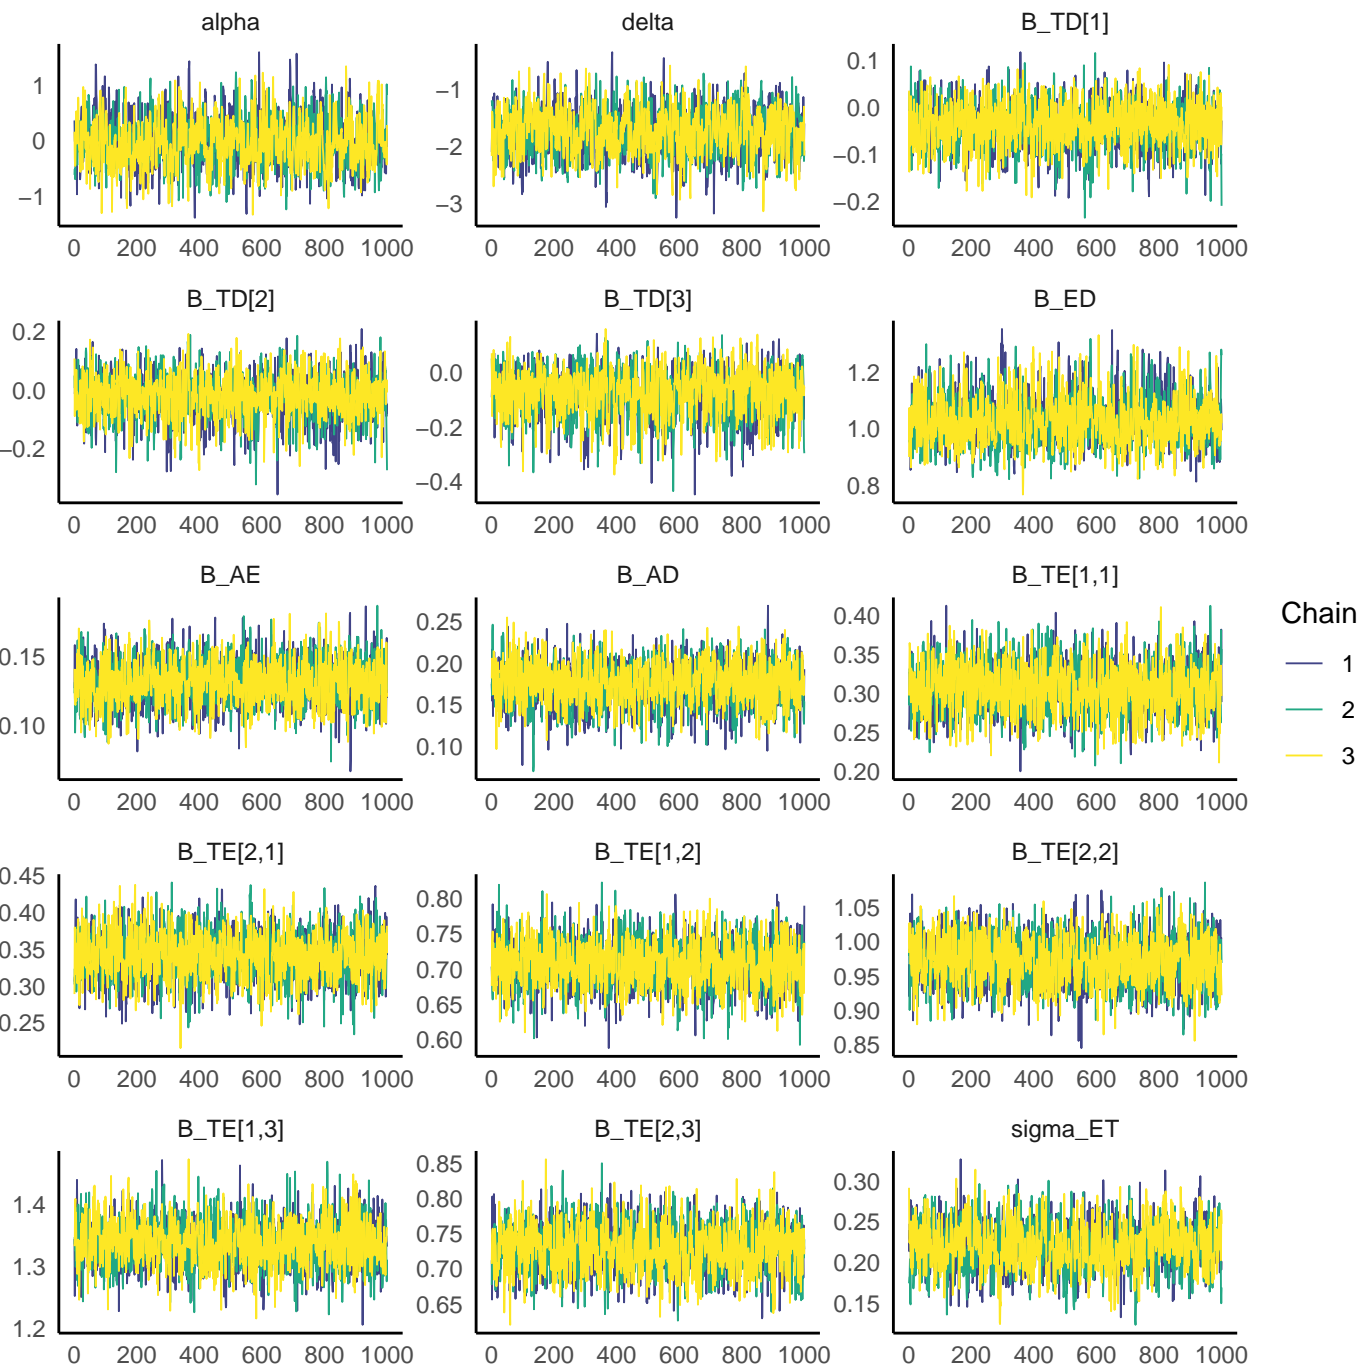 alpha
delta
B_TD[1]
1
0
−1
−1
−2
−3
0.1
0.0
−0.1
−0.2
0 200 400 600 800 1000
0 200 400 600 800 1000
0 200 400 600 800 1000
B_TD[2]
B_TD[3]
B_ED
0.2
0.0
−0.2
0.0
−0.2
−0.4
1.2
1.0
0.8
0 200 400 600 800 1000
0 200 400 600 800 1000
0 200 400 600 800 1000
B_AE
B_AD
B_TE[1,1]
0.15
0.10
0.25
0.20
0.15
0.10
0.40
0.35
0.30
0.25
0.20
0 200 400 600 800 1000
0 200 400 600 800 1000
0 200 400 600 800 1000
Chain
1
2
3
B_TE[2,1]
B_TE[1,2]
B_TE[2,2]
0.45
0.40
0.35
0.30
0.25
0.80
0.75
0.70
0.65
0.60
1.05
1.00
0.95
0.90
0.85
0 200 400 600 800 1000
0 200 400 600 800 1000
0 200 400 600 800 1000
B_TE[1,3]
B_TE[2,3]
sigma_ET
1.4
1.3
1.2
0.85
0.80
0.75
0.70
0.65
0.30
0.25
0.20
0.15
0 200 400 600 800 1000
0 200 400 600 800 1000
0 200 400 600 800 1000